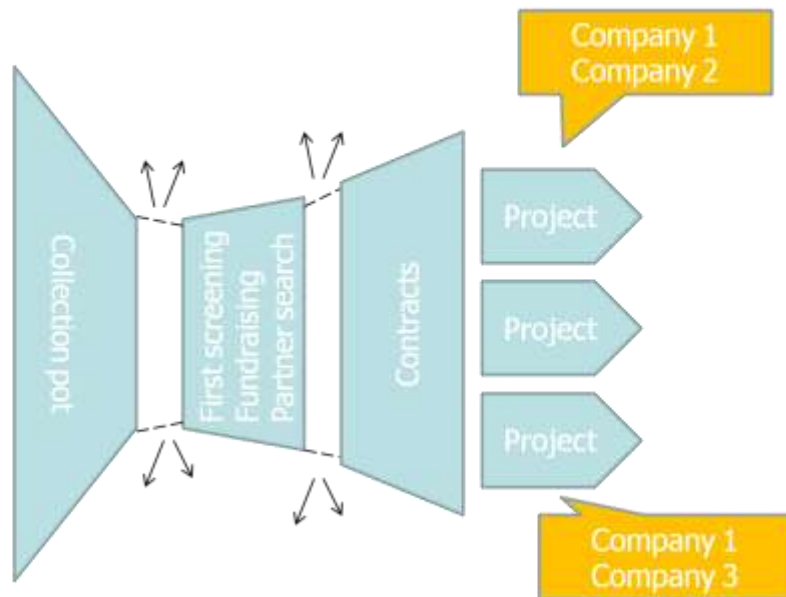 Company 1
Company 2
Collection pot
First screening
Fundraising
Partner search
Contracts
Project
Project
Project
Company 1
Company 3